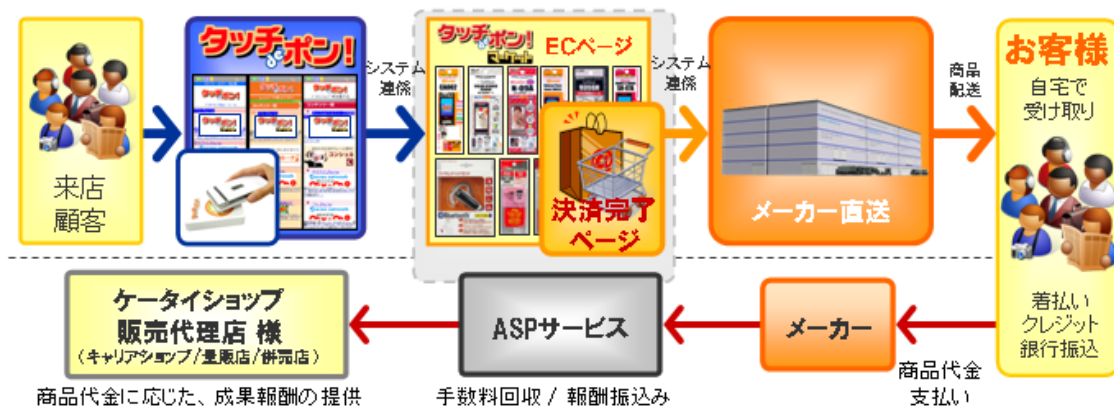 来店
顧客
タッチdeポン!
システム
連係
タッチdeポン!
マーケット
ECページ
決済完了
ページ
システム
連係
メーカー直送
商品
配送
お客様
自宅で
受け取り
着払い
クレジット
銀行振込
ケータイショップ
販売代理店 様
(キャリアショップ/量販店/併売店)
商品代金に応じた、成果報酬の提供
ASPサービス
手数料回収 / 報酬振込み
メーカー
商品代金
支払い